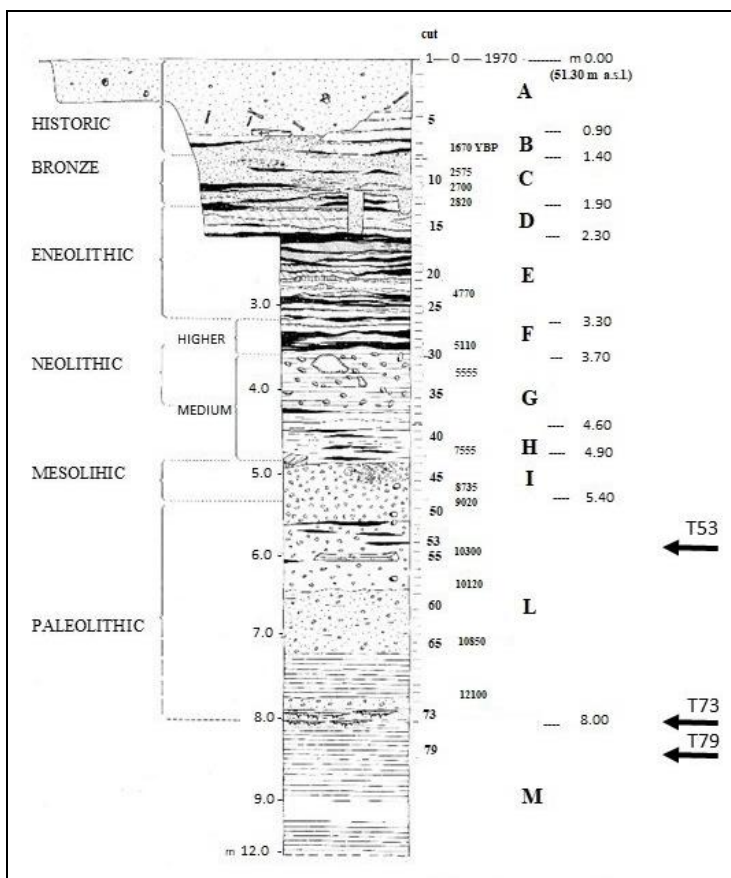 cut
1 — 0 — 1970 ------- m 0.00
(51.30 m a.s.l.)
A
5
HISTORIC
0.90
B
1670 YBP
1.40
BRONZE
2575
C
10
2700
2820
1.90
D
15
2.30
ENEOLITHIC
E
20
4770
3.0
25
3.30
F
HIGHER
5110
30
3.70
NEOLITHIC
5555
4.0
35
G
MEDIUM
4.60
40
7555
H
4.90
MESOLIHIC
5.0
I
45
8735
9020
5.40
50
T53
53
6.0
55
10300
10120
60
L
PALEOLITHIC
7.0
65
10850
12100
T73
8.0
73
8.00
T79
79
9.0
M
m 12.0